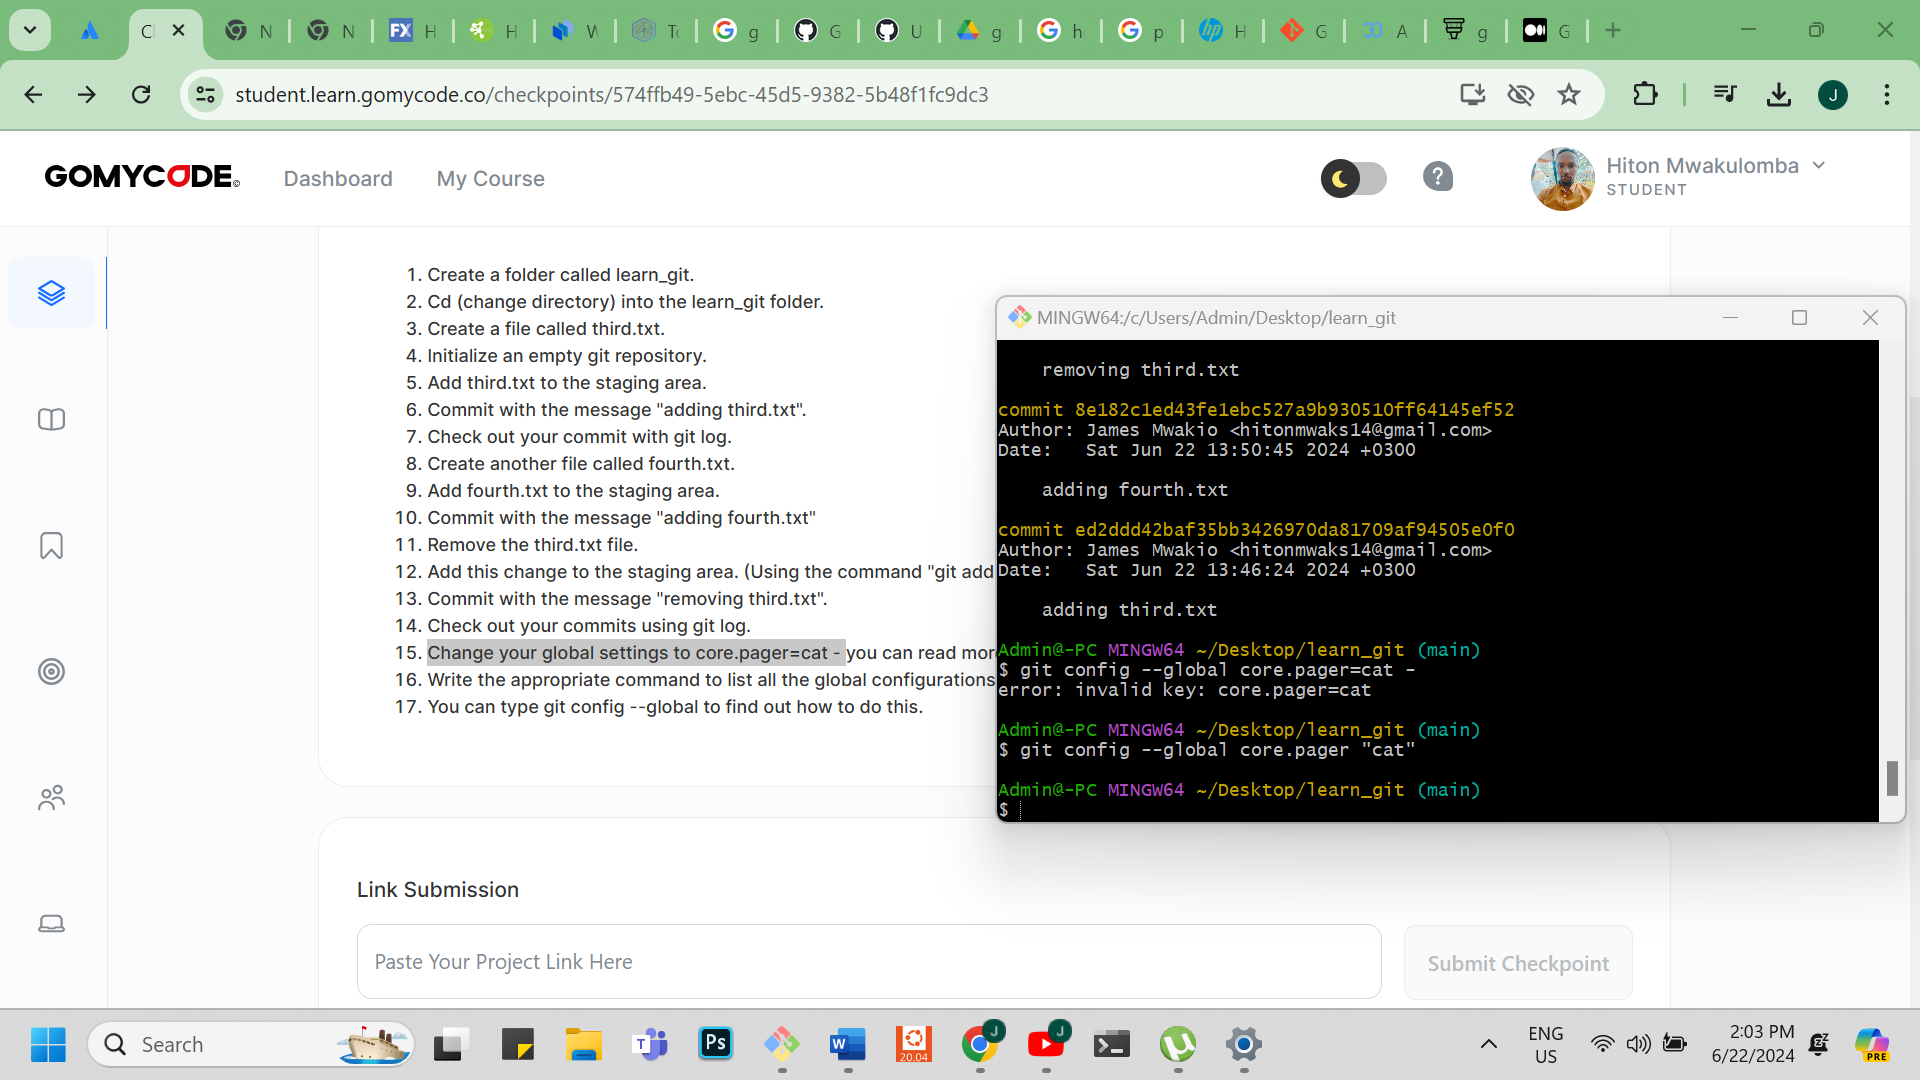 C
N
N
FX
H
H
W
To
g
G
U
g
h
p
H
G
A
g
G
student.learn.gomycode.co/checkpoints/574ffb49-5ebc-45d5-9382-5b48f1fc9dc3
J
GOMYCODE
Dashboard
My Course
?
Hiton Mwakulomba
STUDENT
1. Create a folder called learn_git.
2. Cd (change directory) into the learn_git folder.
3. Create a file called third.txt.
4. Initialize an empty git repository.
5. Add third.txt to the staging area.
6. Commit with the message "adding third.txt".
7. Check out your commit with git log.
8. Create another file called fourth.txt.
9. Add fourth.txt to the staging area.
10. Commit with the message "adding fourth.txt"
11. Remove the third.txt file.
12. Add this change to the staging area. (Using the command "git add
13. Commit with the message "removing third.txt".
14. Check out your commits using git log.
15. Change your global settings to core.pager=cat - you can read mor
16. Write the appropriate command to list all the global configurations
17. You can type git config --global to find out how to do this.
MINGW64:/c/Users/Admin/Desktop/learn_git
removing third.txt
commit 8e182c1ed43fe1ebc527a9b930510ff64145ef52
Author: James Mwakio <hitonmwaks14@gmail.com>
Date:   Sat Jun 22 13:50:45 2024 +0300
adding fourth.txt
commit ed2ddd42baf35bb3426970da81709af94505e0f0
Author: James Mwakio <hitonmwaks14@gmail.com>
Date:   Sat Jun 22 13:46:24 2024 +0300
adding third.txt
Admin@-PC MINGW64 ~/Desktop/learn_git (main)
$ git config --global core.pager=cat -
error: invalid key: core.pager=cat
Admin@-PC MINGW64 ~/Desktop/learn_git (main)
$ git config --global core.pager "cat"
Admin@-PC MINGW64 ~/Desktop/learn_git (main)
$
Link Submission
Paste Your Project Link Here
Submit Checkpoint
Search
Ps
W
20.04
J
J
ENG
US
2:03 PM
6/22/2024
PRE